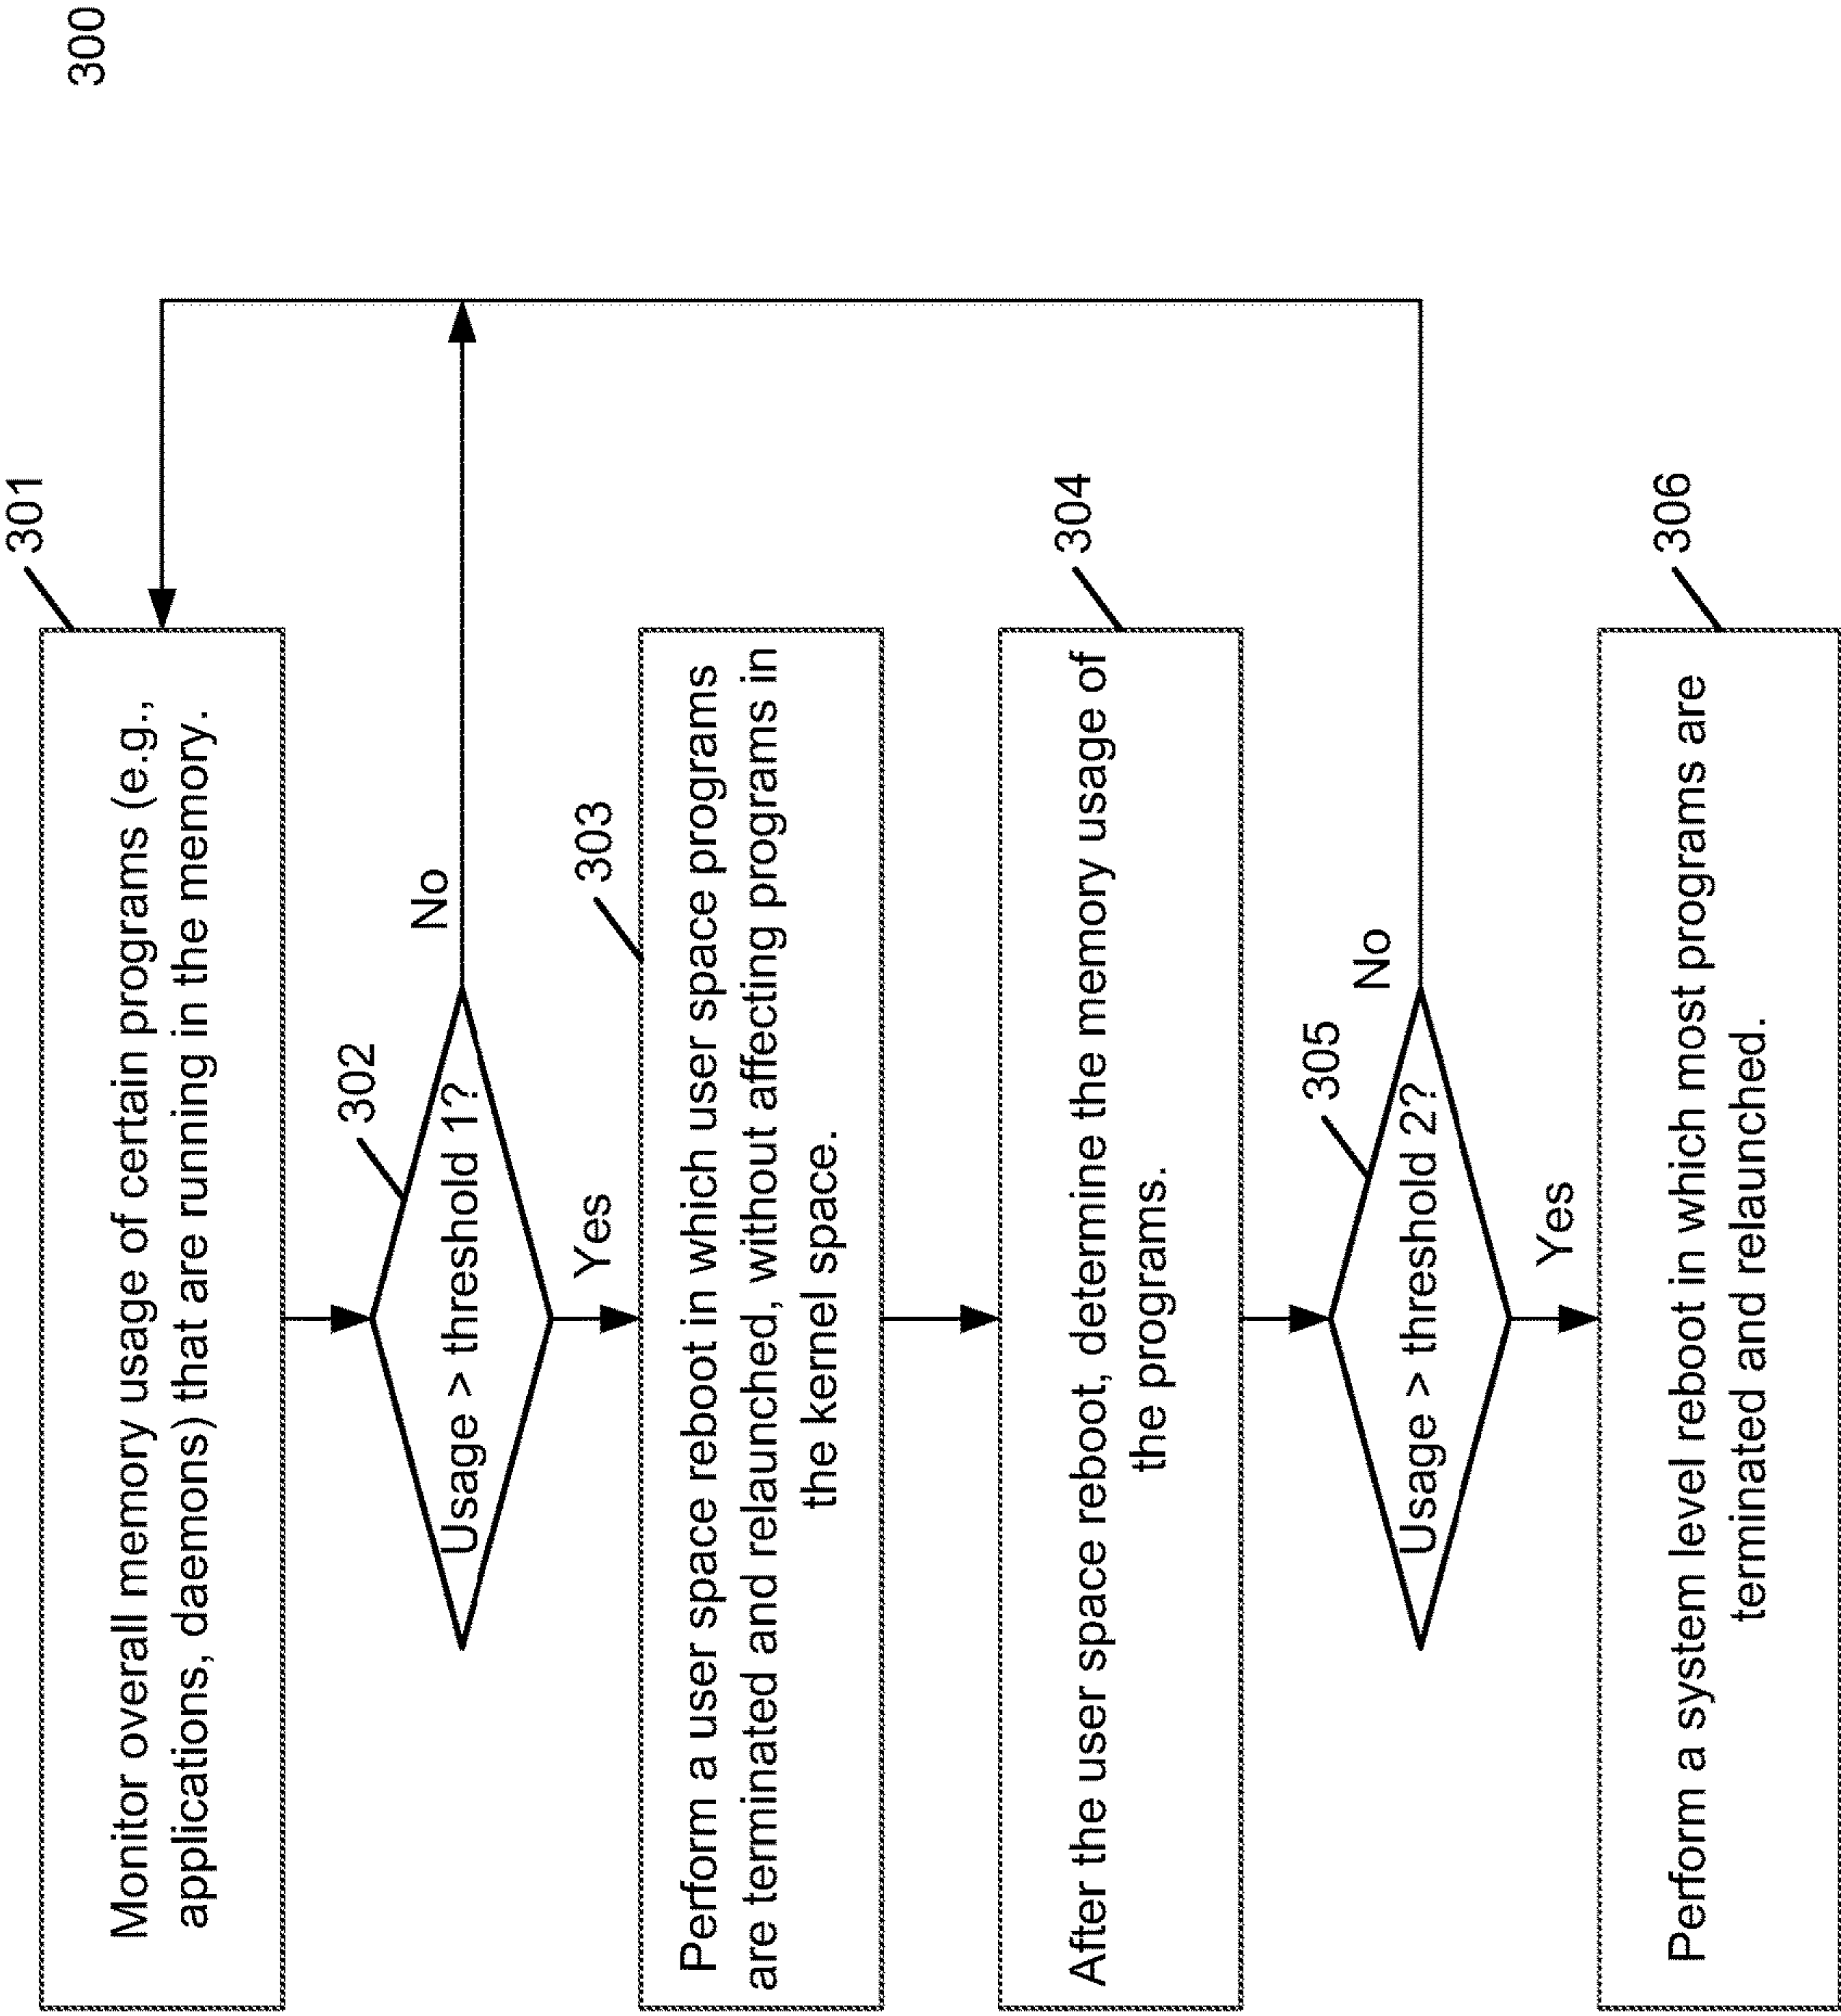 300
301
Monitor overall memory usage of certain programs (e.g.,
applications, daemons) that are running in the memory.
302
Usage > threshold 1?
No
Yes
303
Perform a user space reboot in which user space programs
are terminated and relaunched, without affecting programs in
the kernel space.
304
After the user space reboot, determine the memory usage of
the programs.
305
Usage > threshold 2?
No
Yes
306
Perform a system level reboot in which most programs are
terminated and relaunched.